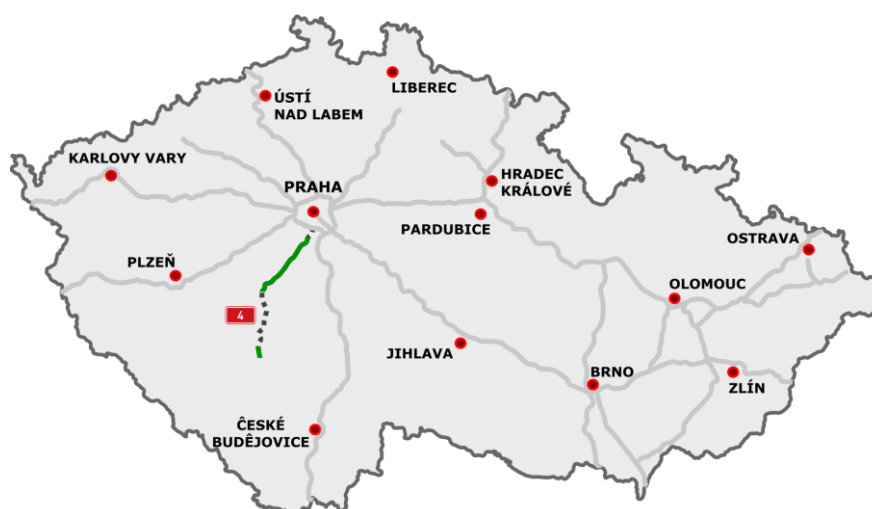 LIBEREC
ÚSTÍ
NAD LABEM
KARLOVY VARY
HRADEC
KRÁLOVÉ
PRAHA
PARDUBICE
OSTRAVA
PLZEŇ
OLOMOUC
4
JIHLAVA
BRNO
ZLÍN
ČESKÉ
BUDĚJOVICE